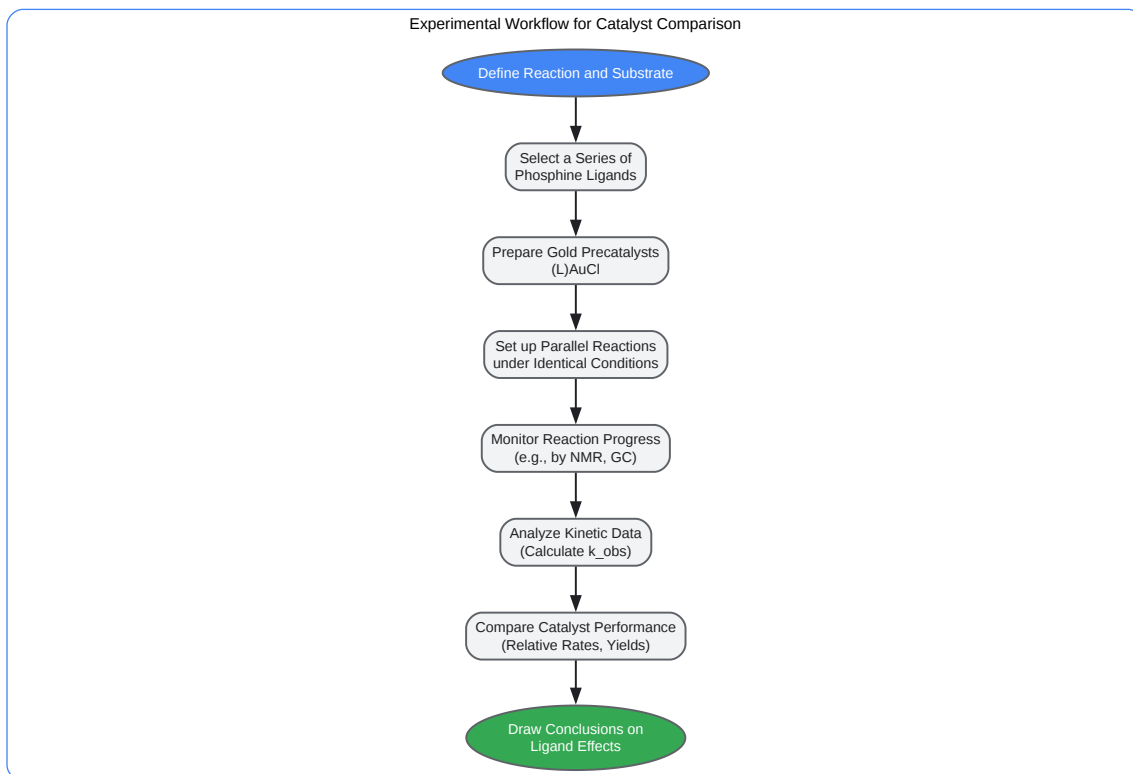 Experimental Workflow for Catalyst Comparison
Define Reaction and Substrate
Select a Series of
Phosphine Ligands
Prepare Gold Precatalysts
(L)AuCl
Set up Parallel Reactions
under Identical Conditions
Monitor Reaction Progress
(e.g., by NMR, GC)
Analyze Kinetic Data
(Calculate k_obs)
Compare Catalyst Performance
(Relative Rates, Yields)
Draw Conclusions on
Ligand Effects